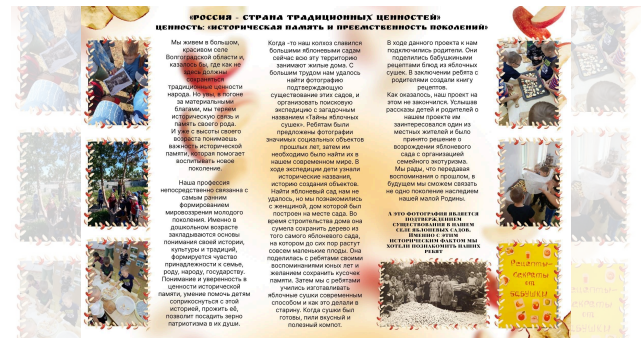 «РОССИЯ - СТРАНА ТРАДИЦИОННЫХ ЦЕННОСТЕЙ»
ЦЕННОСТЬ: «ИСТОРИЧЕСКАЯ ПАМЯТЬ И ПРЕЕМСТВЕННОСТЬ ПОКОЛЕНИЙ»
Мы живем в большом,
красивом селе
Волгоградской области и,
казалось бы, где как не
здесь должны
сохраняться
традиционные ценности
народа. Но увы, в погоне
за материальными
благами, мы теряем
историческую связь и
память своего рода.
И уже с высоты своего
возраста понимаешь
важность исторической
памяти, которая помогает
воспитывать новое
поколение.
Наша профессия
непосредственно связана с
самым ранним
формированием
мировоззрения молодого
поколения. Именно в
дошкольном возрасте
закладываются основы
понимания своей истории,
культуры и традиций,
формируется чувство
принадлежности к семье,
роду, народу, государству.
Понимание и уверенность в
ценности исторической
памяти, умение помочь детям
соприкоснуться с этой
историей, прожить её,
позволит посадить зерно
патриотизма в их души.
Когда -то наш колхоз славился
большими яблоневыми садам
сейчас всю эту территорию
занимают жилые дома. С
большим трудом нам удалось
найти фотографию
подтверждающую
существование этих садов, и
организовать поисковую
экспедицию с загадочным
названием «Тайны яблочных
сушек». Ребятам были
предложены фотографии
значимых социальных объектов
прошлых лет, затем им
необходимо было найти их в
нашем современном мире. В
ходе экспедиции дети узнали
исторические названия,
историю создания объектов.
Найти яблоневый сад нам не
удалось, но мы познакомились
с женщиной, дом которой был
построен на месте сада. Во
время строительства дома она
сумела сохранить дерево из
того самого яблоневого сада,
на котором до сих пор растут
совсем маленькие плоды. Она
поделилась с ребятами своими
воспоминаниями юных лет и
желанием сохранить кусочек
памяти. Затем мы с ребятами
учились изготавливать
яблочные сушки современным
способом и как это делали в
старину. Когда сушки был
готовы, пили вкусный и
полезный компот.
В ходе данного проекта к нам
подключились родители. Они
поделились бабушкиными
рецептами блюд из яблочных
сушек. В заключении ребята с
родителями создали книгу
рецептов.
Как оказалось, наш проект на
этом не закончился. Услышав
рассказы детей и родителей о
нашем проекте им
заинтересовался один из
местных жителей и было
принято решение о
возрождении яблоневого
сада с организацией
семейного экотуризма.
Мы рады, что передавая
воспоминания о прошлом, в
будущем мы сможем связать
не одно поколение наследием
нашей малой Родины.
А ЭТО ФОТОГРАФИЯ ЯВЛЯЕТСЯ
ПОДТВЕРЖДЕНИЕМ
СУЩЕСТВОВАНИЯ В НАШЕМ
СЕЛЕ ЯБЛОНЕВЫХ САДОВ.
ИМЕННО С ЭТИМ
ИСТОРИЧЕСКИМ ФАКТОМ МЫ
ХОТЕЛИ ПОЗНАКОМИТЬ НАШИХ
РЕБЯТ
Рецепты-
секреты
от
бабушки